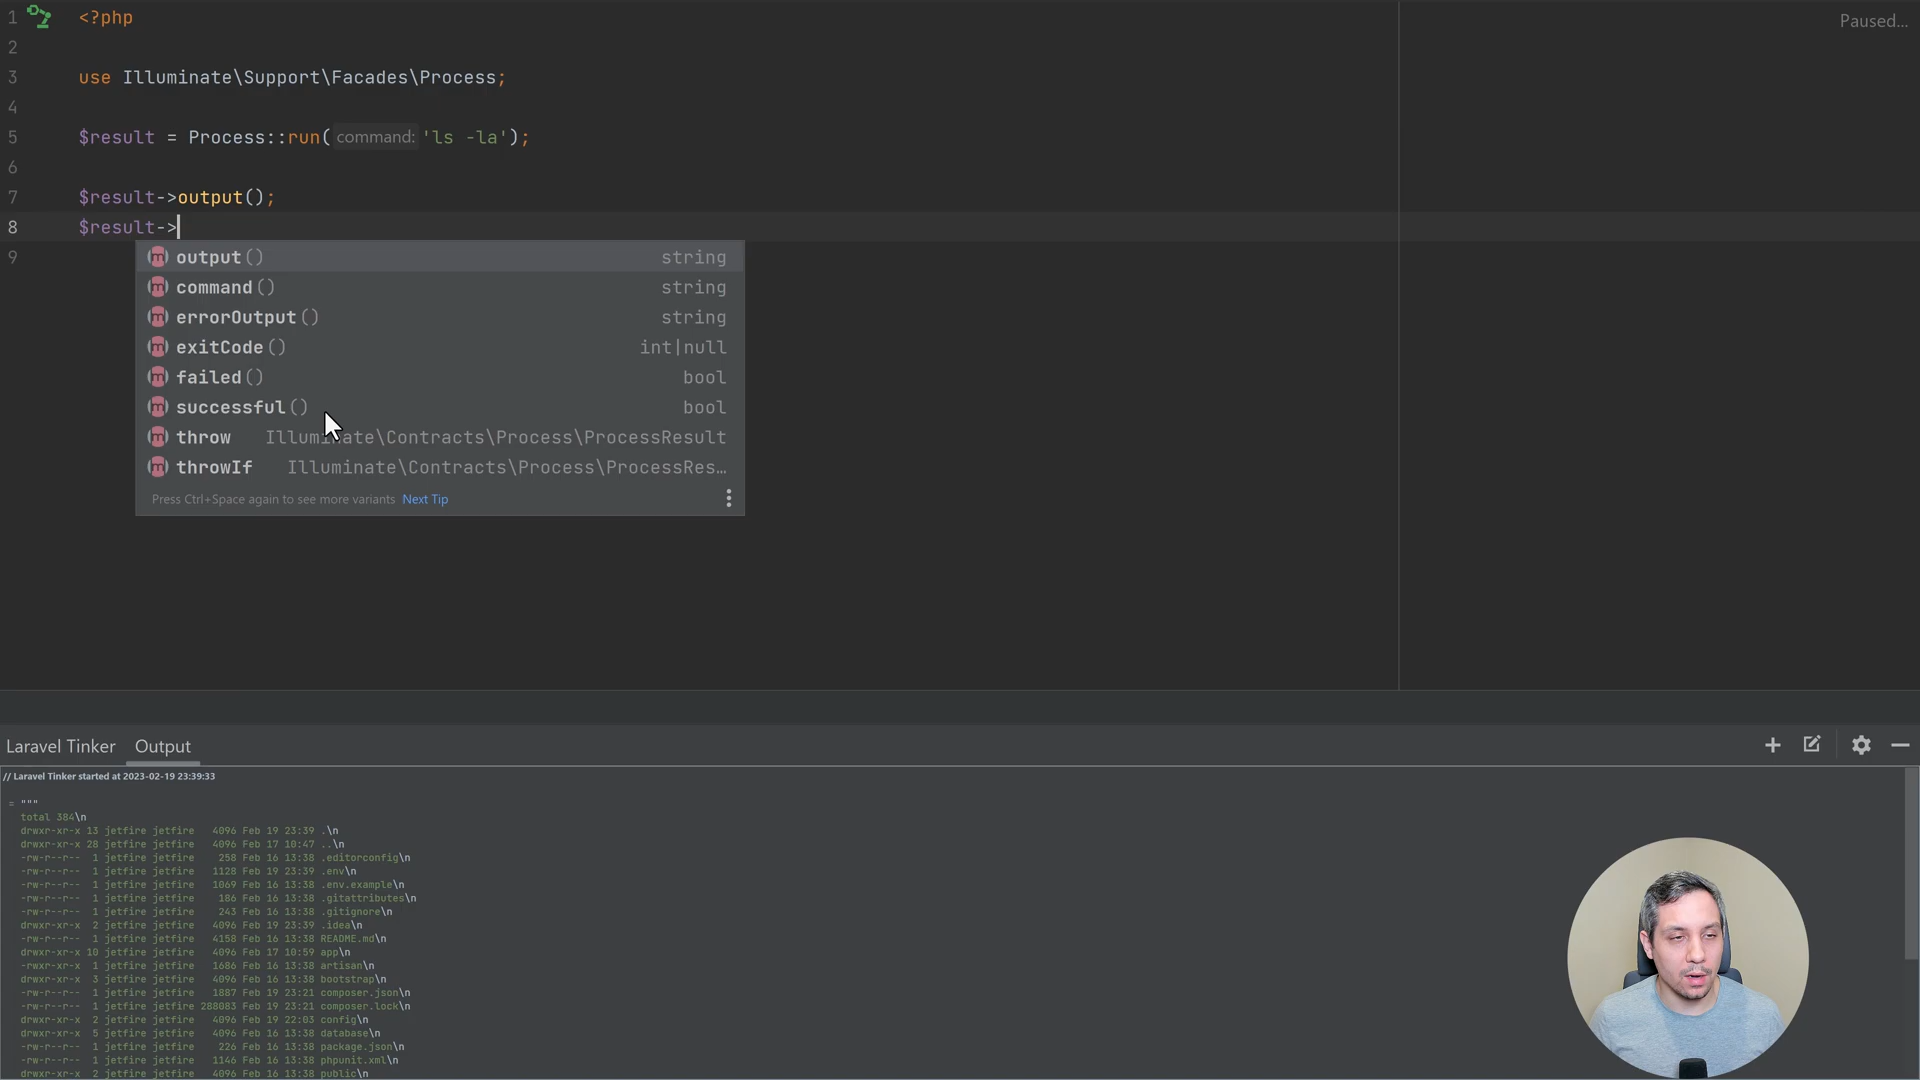 1 <?php
Paused...
2
3 use Illuminate\Support\Facades\Process;
4
5 $result = Process::run( command: 'ls -la');
6
7 $result->output();
8 $result->
9
output() string
command() string
errorOutput() string
exitCode() int|null
failed() bool
successful() bool
throw Illuminate\Contracts\Process\ProcessResult
throwIf Illuminate\Contracts\Process\ProcessRes…
Press Ctrl+Space again to see more variants Next Tip
Laravel Tinker Output
// Laravel Tinker started at 2023-02-19 23:39:33
= """
total 384\n
drwxr-xr-x 13 jetfire jetfire 4096 Feb 19 23:39 .\n
drwxr-xr-x 28 jetfire jetfire 4096 Feb 17 10:47 ..\n
-rw-r--r-- 1 jetfire jetfire 258 Feb 16 13:38 .editorconfig\n
-rw-r--r-- 1 jetfire jetfire 1128 Feb 19 23:39 .env\n
-rw-r--r-- 1 jetfire jetfire 1069 Feb 16 13:38 .env.example\n
-rw-r--r-- 1 jetfire jetfire 186 Feb 16 13:38 .gitattributes\n
-rw-r--r-- 1 jetfire jetfire 243 Feb 16 13:38 .gitignore\n
drwxr-xr-x 2 jetfire jetfire 4096 Feb 19 23:39 .idea\n
-rw-r--r-- 1 jetfire jetfire 4158 Feb 16 13:38 README.md\n
drwxr-xr-x 10 jetfire jetfire 4096 Feb 17 10:59 app\n
-rwxr-xr-x 1 jetfire jetfire 1686 Feb 16 13:38 artisan\n
drwxr-xr-x 3 jetfire jetfire 4096 Feb 16 13:38 bootstrap\n
-rw-r--r-- 1 jetfire jetfire 1887 Feb 19 23:21 composer.json\n
-rw-r--r-- 1 jetfire jetfire 288083 Feb 19 23:21 composer.lock\n
drwxr-xr-x 2 jetfire jetfire 4096 Feb 19 22:03 config\n
drwxr-xr-x 5 jetfire jetfire 4096 Feb 16 13:38 database\n
-rw-r--r-- 1 jetfire jetfire 226 Feb 16 13:38 package.json\n
-rw-r--r-- 1 jetfire jetfire 1146 Feb 16 13:38 phpunit.xml\n
drwxr-xr-x 2 jetfire jetfire 4096 Feb 16 13:38 public\n